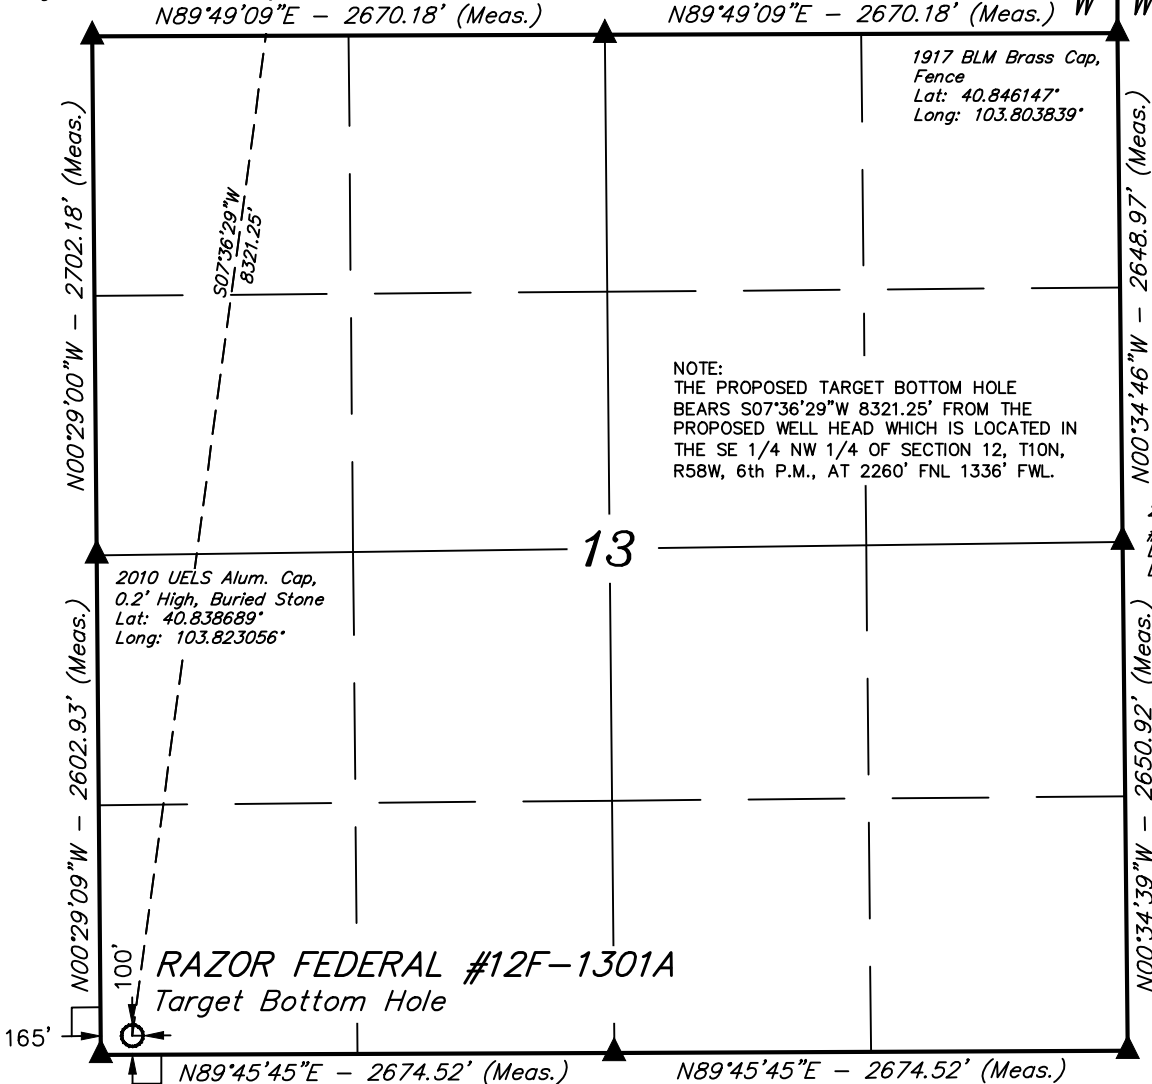 N89°49'09"E - 2670.18' (Meas.)
N89°49'09"E - 2670.18' (Meas.)
W
W
1917 BLM Brass Cap,
Fence
Lat: 40.846147°
Long: 103.803839°
N00°29'00"W - 2702.18' (Meas.)
S07°36'29"W
8321.25'
N00°34'46"W - 2648.97' (Meas.)
NOTE:
THE PROPOSED TARGET BOTTOM HOLE
BEARS S07°36'29"W 8321.25' FROM THE
PROPOSED WELL HEAD WHICH IS LOCATED IN
THE SE 1/4 NW 1/4 OF SECTION 12, T10N,
R58W, 6th P.M., AT 2260' FNL 1336' FWL.
13
2010 UELS Alum. Cap,
0.2' High, Buried Stone
Lat: 40.838689°
Long: 103.823056°
N00°29'09"W - 2602.93' (Meas.)
N00°34'39"W - 2650.92' (Meas.)
100'
RAZOR FEDERAL #12F-1301A
Target Bottom Hole
165'
N89°45'45"E - 2674.52' (Meas.)
N89°45'45"E - 2674.52' (Meas.)